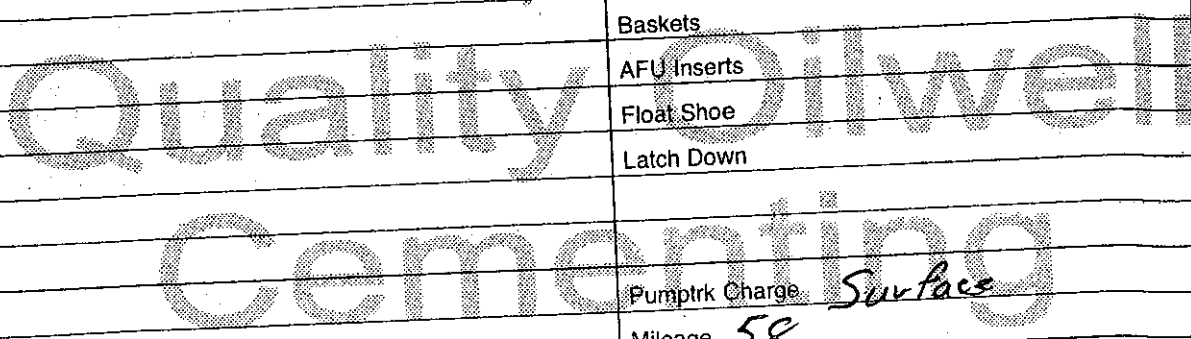 Baskets
Quality Oilwell
AFU Inserts
Float Shoe
Latch Down
Cementing
Pumptrk Charge Surface
Mileage